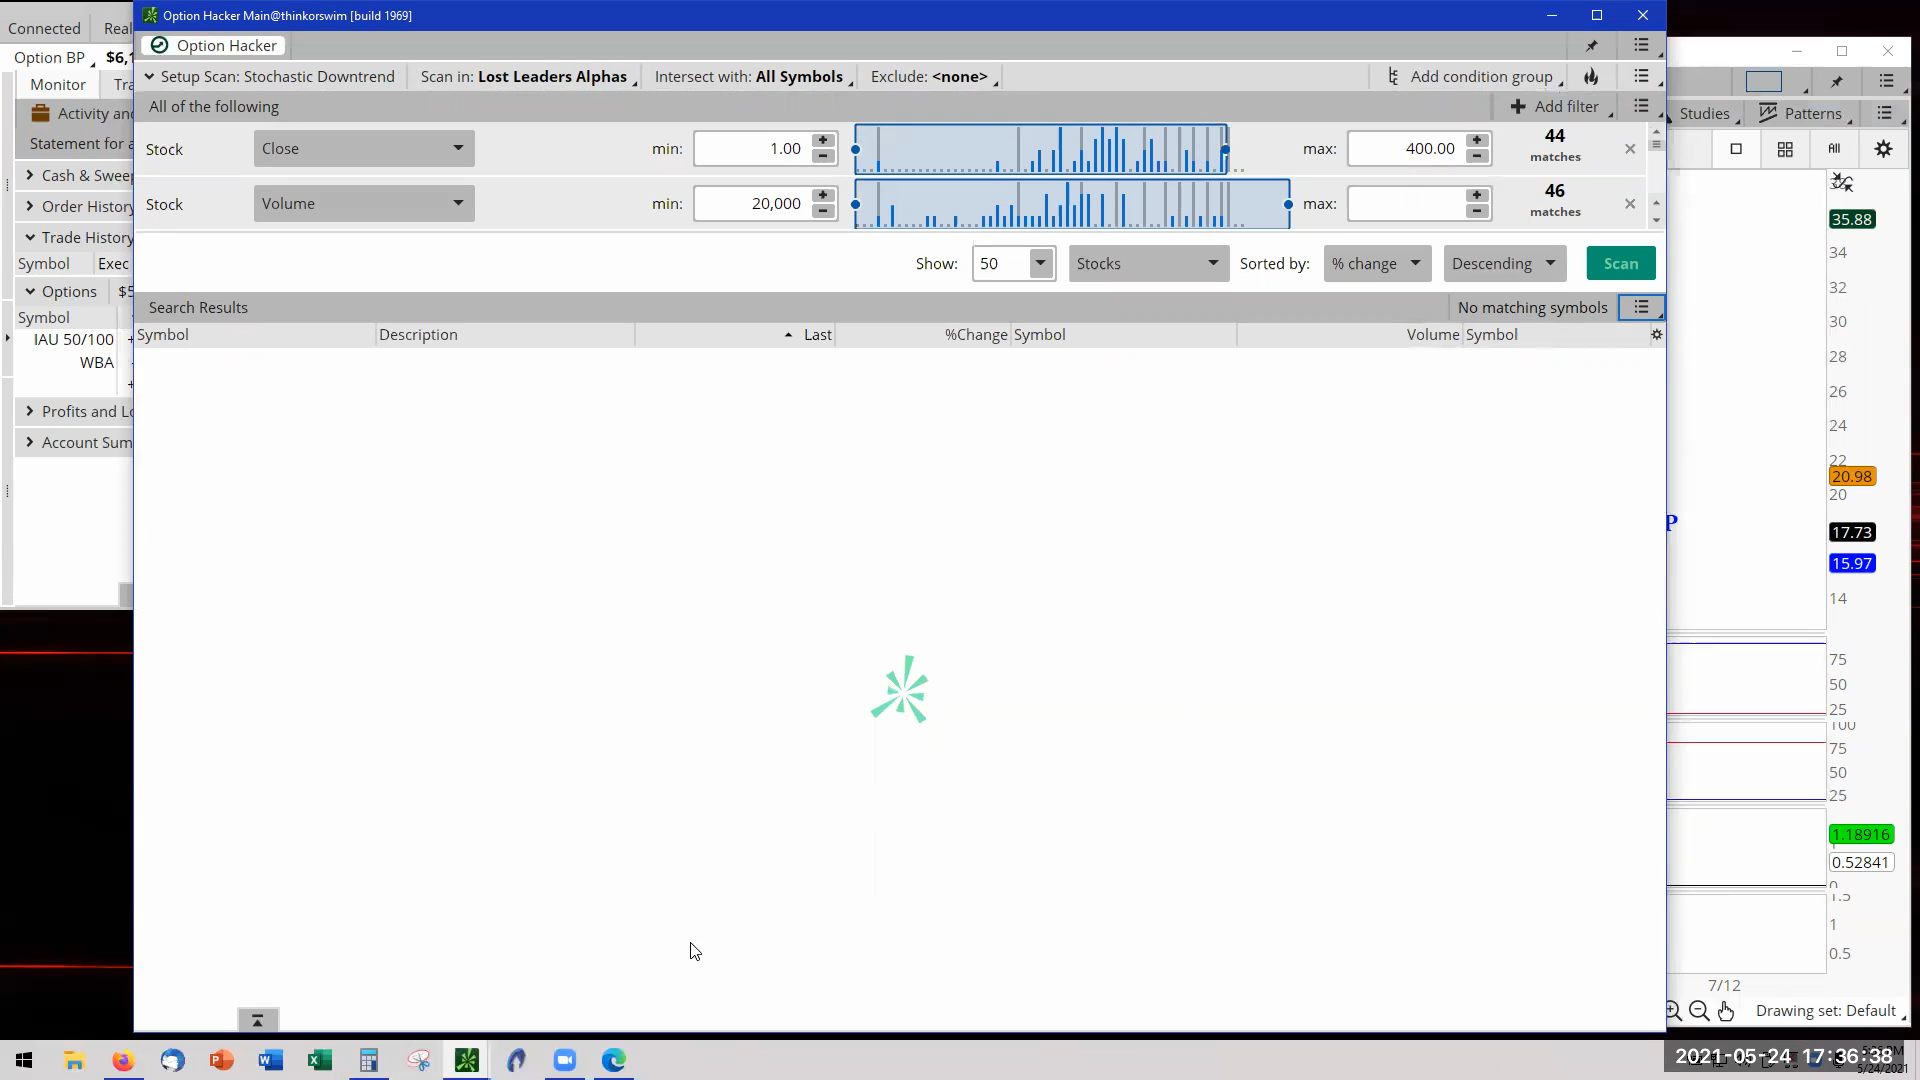 Option Hacker Main@thinkorswim [build 1969]
Connected
Option Hacker
Option BP
Setup Scan: Stochastic Downtrend
Scan in: Lost Leaders Alphas
Intersect with: All Symbols
Exclude: <none>
Add condition group
Monitor
All of the following
Add filter
Studies
Patterns
Statement for a
Stock
Close
min:
1.00
max:
400.00
44
matches
All
Stock
Volume
min:
20,000
max:
46
matches
Cash & Sweep
Order History
Trade History
Symbol
Exec
Options
Symbol
IAU 50/100
WBA
Profits and Lo
Account Sum
Show:
50
Stocks
Sorted by:
% change
Descending
Scan
Search Results
No matching symbols
Symbol
Description
Last
%Change
Symbol
Volume
Symbol
35.88
34
32
30
28
26
24
22
20.98
20
P
17.73
15.97
14
75
50
25
100
75
50
25
1.18916
0.52841
0
1.5
1
0.5
7/12
Drawing set: Default
2021-05-24 17:36:38
5/24/2021